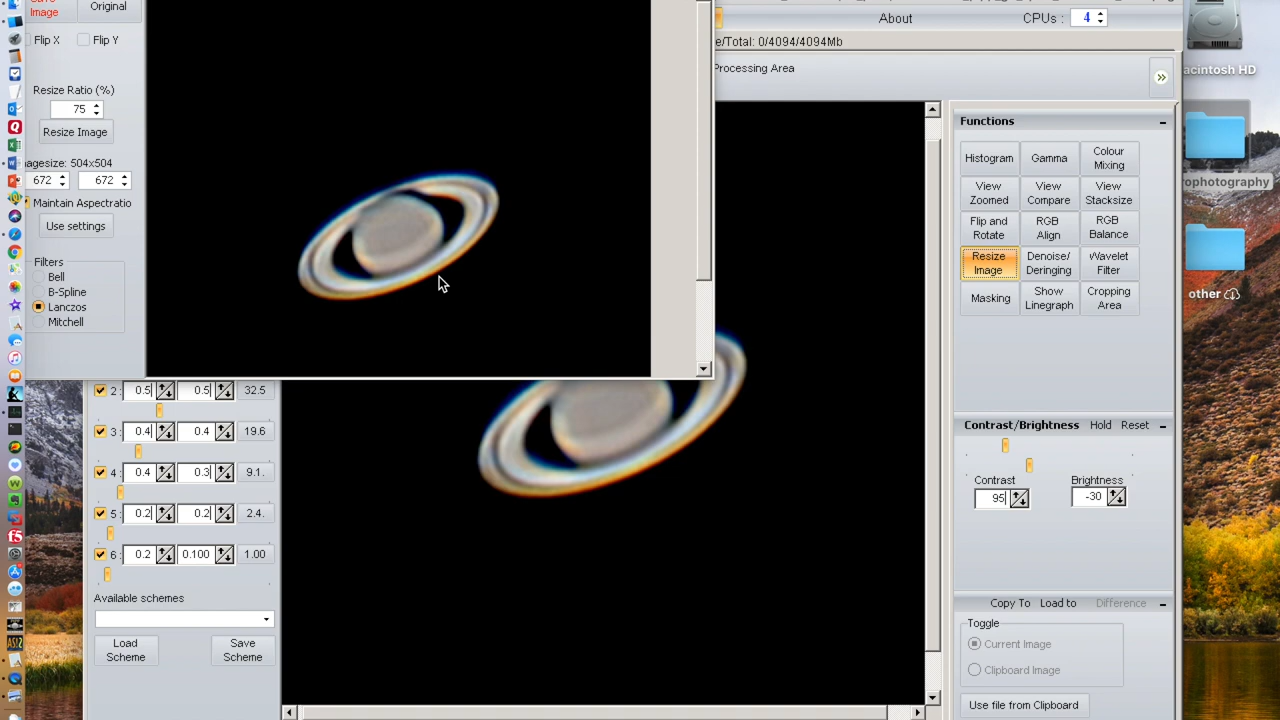 Image
Original
Flip X
Flip Y
Resize Ratio (%)
75
Resize Image
agesize: 504x504
672
672
Maintain Aspectratio
Use settings
Filters
Bell
B-Spline
Lanczos
Mitchell
About
CPUs :
4
e/Total: 0/4094/4094Mb
Processing Area
Functions
Histogram
Gamma
Colour
Mixing
View
Zoomed
View
Compare
View
Stacksize
Flip and
Rotate
RGB
Align
RGB
Balance
Resize
Image
Denoise/
Deringing
Wavelet
Filter
Masking
Show
Linegraph
Cropping
Area
Contrast/Brightness
Hold
Reset
Contrast
Brightness
95
-30
Copy To
Load to
Difference
Toggle
Current Image
Clipboard Image
Use file from Clipboard
2:
0.5
0.5
32.5
3:
0.4
0.4
19.6
4:
0.4
0.3
9.1.
5:
0.2
0.2
2.4.
6:
0.2
0.100
1.00
Available schemes
Load
Scheme
Save
Scheme
acintosh HD
rophotography
other